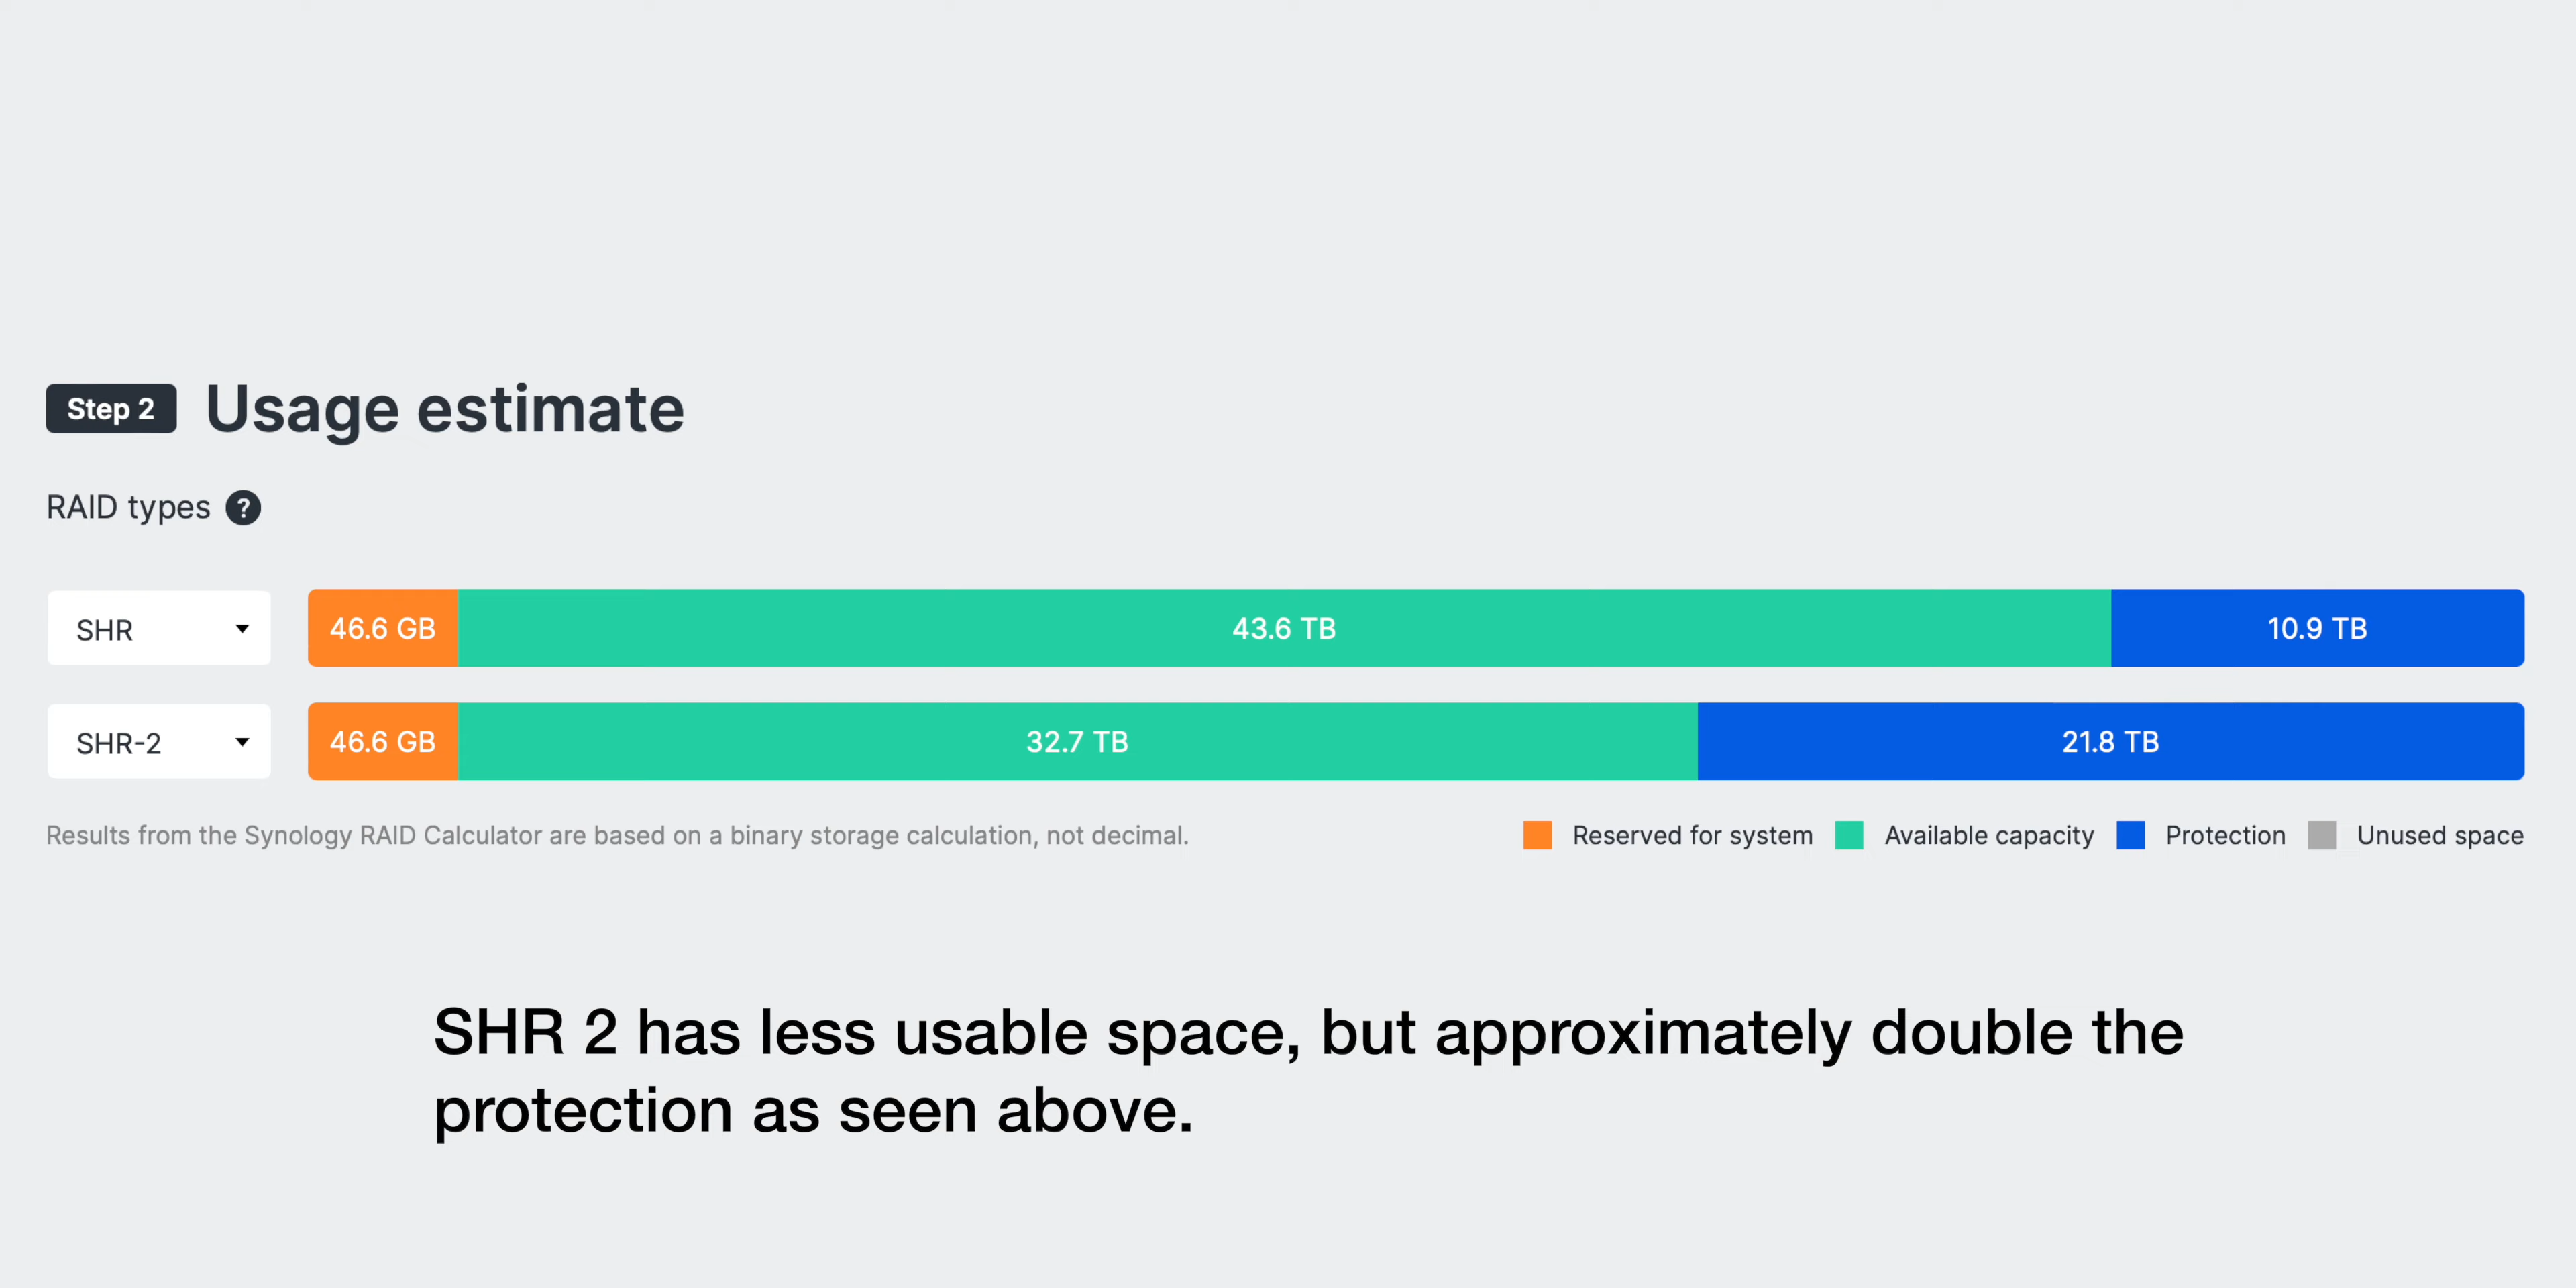 Step 2 Usage estimate
RAID types ?
SHR 46.6 GB 43.6 TB 10.9 TB
SHR-2 46.6 GB 32.7 TB 21.8 TB
Results from the Synology RAID Calculator are based on a binary storage calculation, not decimal. Reserved for system Available capacity Protection Unused space
SHR 2 has less usable space, but approximately double the
protection as seen above.